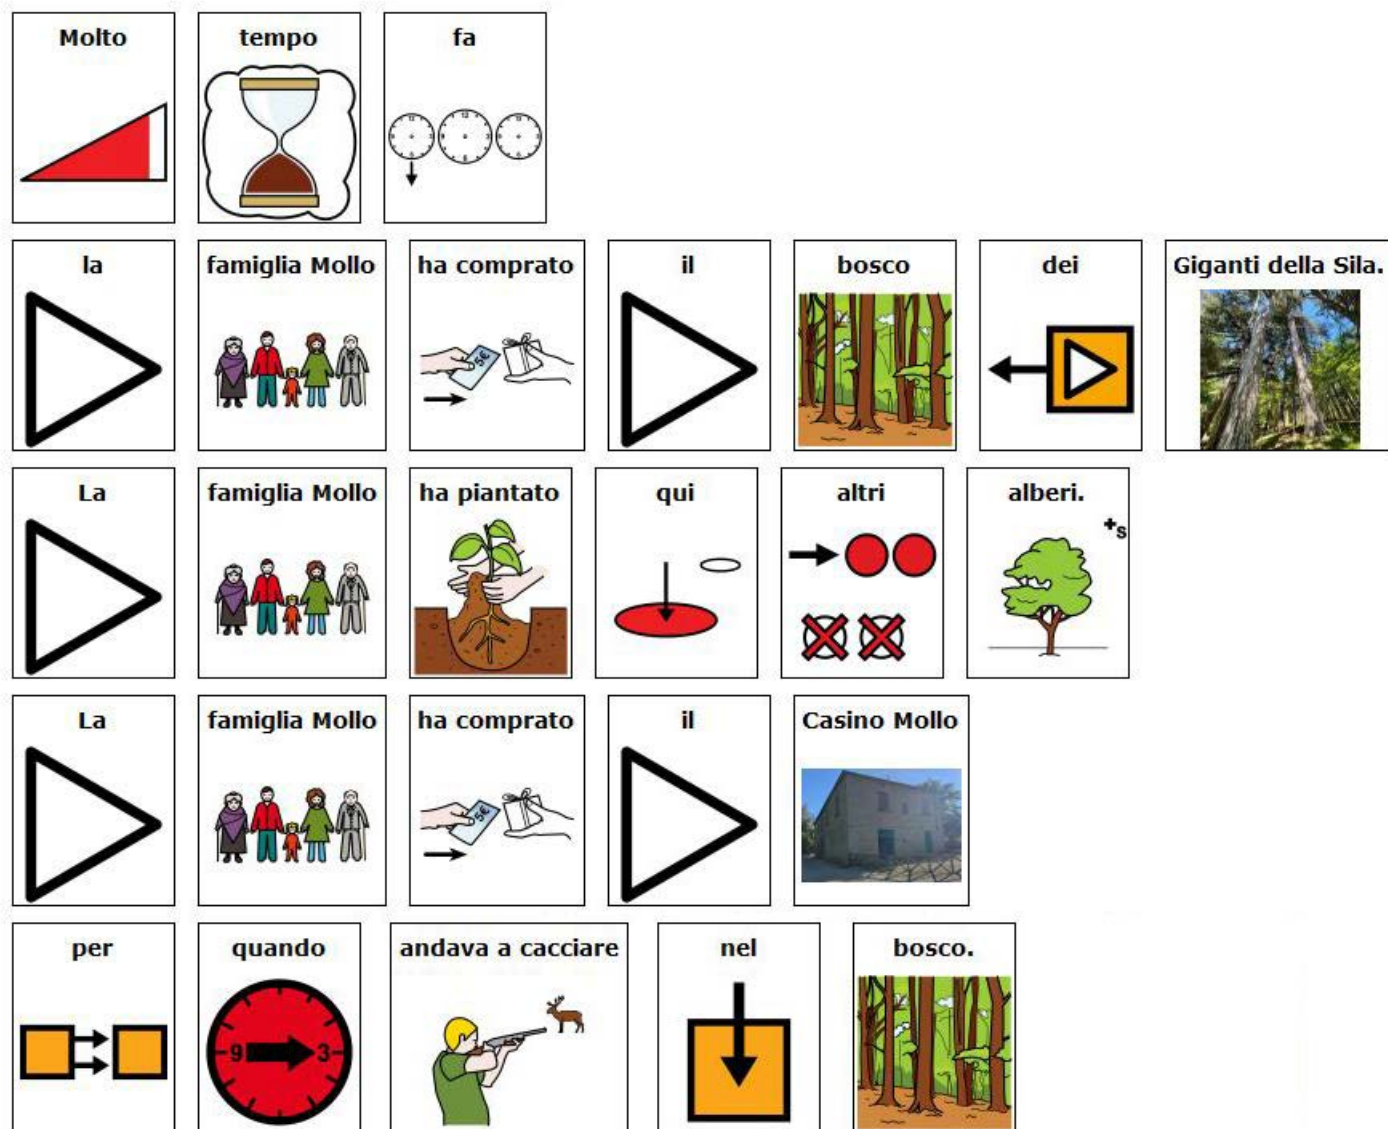 Molto tempo fa
la famiglia Mollo ha comprato il bosco dei Giganti della Sila.
La famiglia Mollo ha piantato qui altri alberi.
La famiglia Mollo ha comprato il Casino Mollo
per quando andava a cacciare nel bosco.